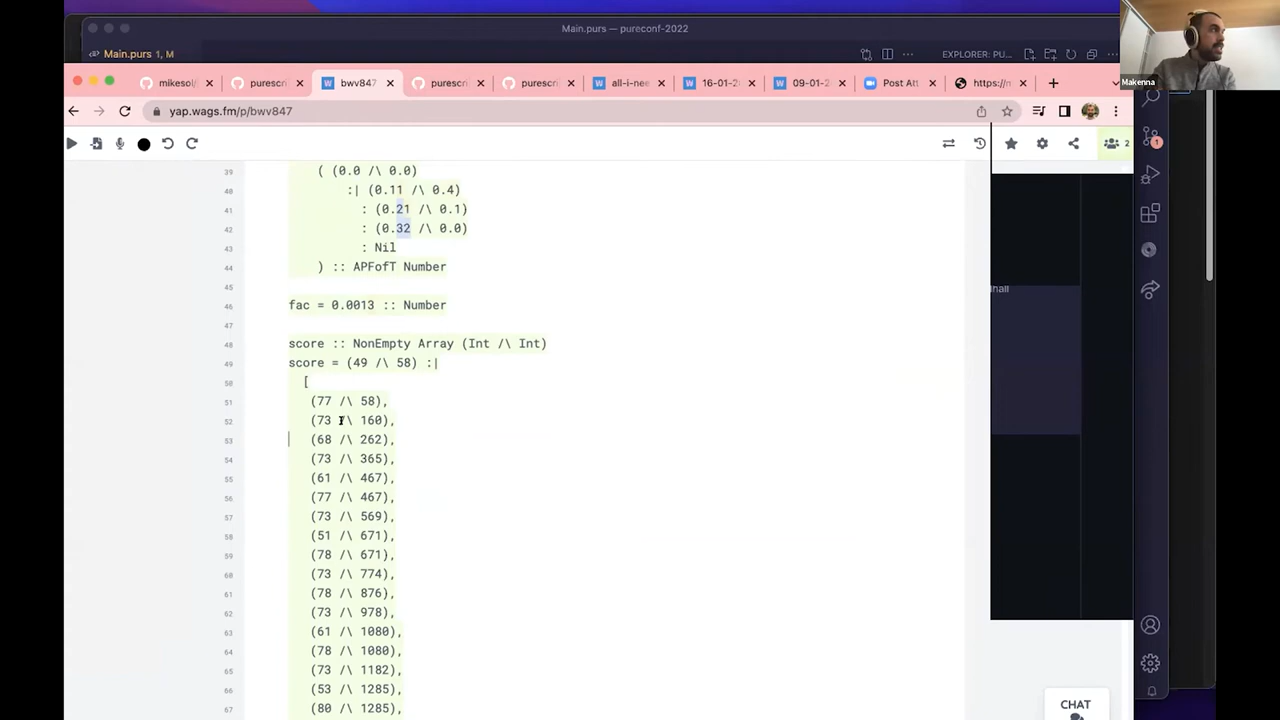 Main.purs — pureconf-2022
Main.purs 1, M
EXPLORER: PU...
Makenna
mikesol/
purescri
bwv847
purescri
purescri
all-i-nee
16-01-2
09-01-2
Post Att
https://n
yap.wags.fm/p/bwv847
2
39 ( (0.0 /\ 0.0)
40 :| (0.11 /\ 0.4)
41 : (0.21 /\ 0.1)
42 : (0.32 /\ 0.0)
43 : Nil
44 ) :: APFofT Number
45
46 fac = 0.0013 :: Number
47
48 score :: NonEmpty Array (Int /\ Int)
49 score = (49 /\ 58) :|
50 [
51 (77 /\ 58),
52 (73 /\ 160),
53 (68 /\ 262),
54 (73 /\ 365),
55 (61 /\ 467),
56 (77 /\ 467),
57 (73 /\ 569),
58 (51 /\ 671),
59 (78 /\ 671),
60 (73 /\ 774),
61 (78 /\ 876),
62 (73 /\ 978),
63 (61 /\ 1080),
64 (78 /\ 1080),
65 (73 /\ 1182),
66 (53 /\ 1285),
67 (80 /\ 1285),
hall
1
CHAT